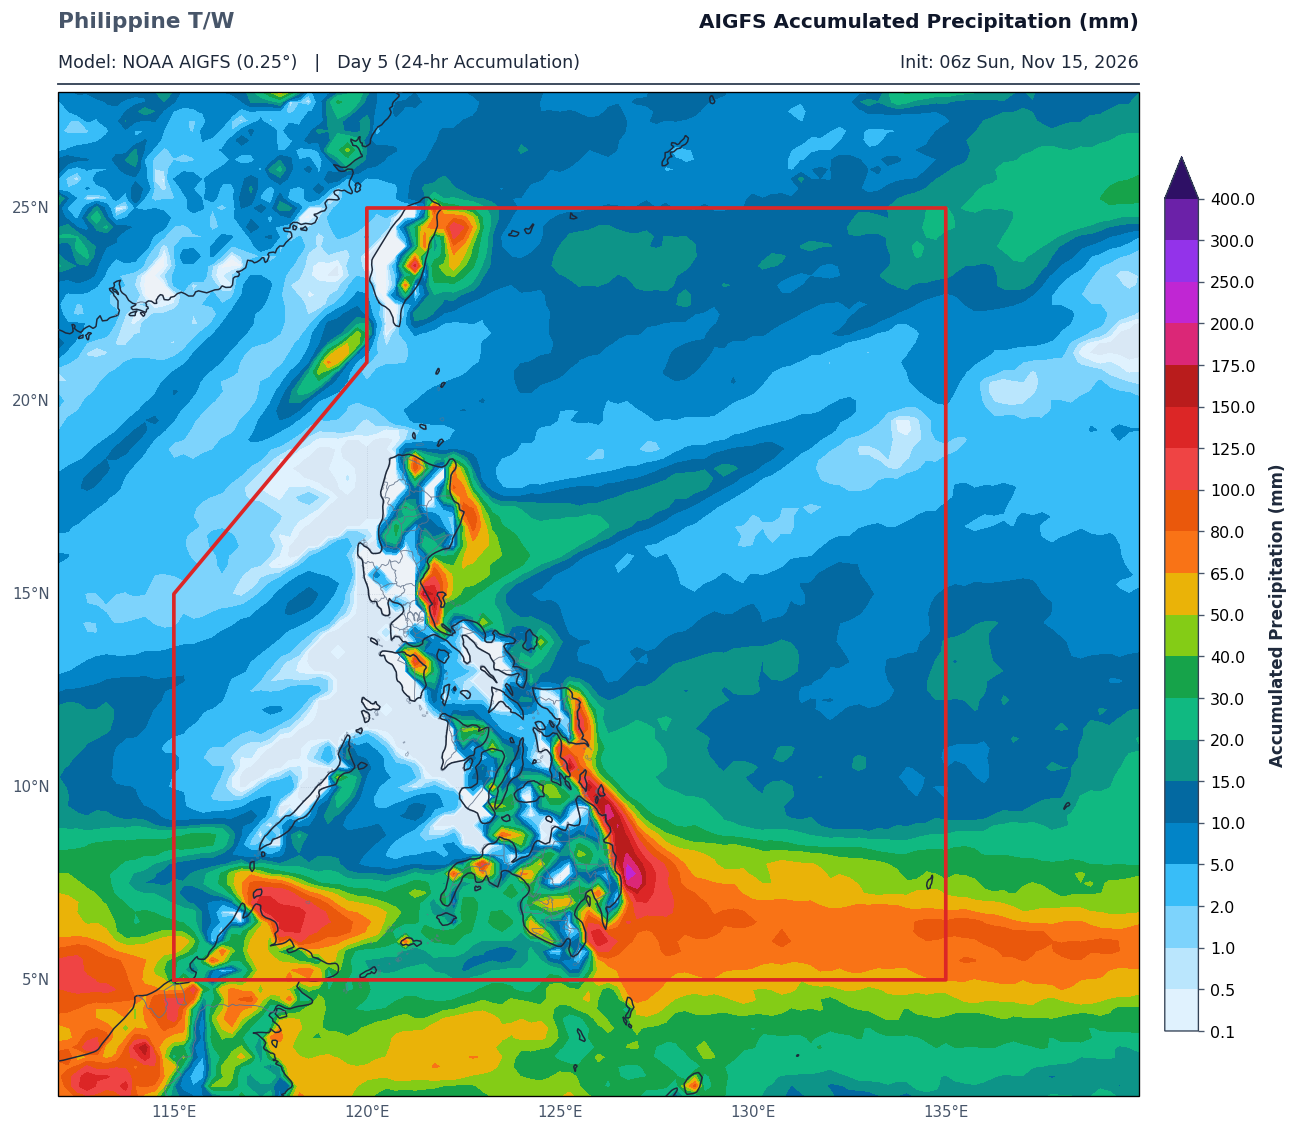 Philippine T/W
AIGFS Accumulated Precipitation (mm)
Model: NOAA AIGFS (0.25°) | Day 5 (24-hr Accumulation)
Init: 06z Sun, Nov 15, 2026
25°N
20°N
15°N
10°N
5°N
115°E
120°E
125°E
130°E
135°E
400.0
300.0
250.0
200.0
175.0
150.0
125.0
100.0
80.0
65.0
50.0
40.0
30.0
20.0
15.0
10.0
5.0
2.0
1.0
0.5
0.1
Accumulated Precipitation (mm)